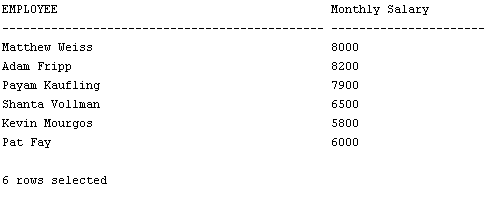 EMPLOYEE Monthly Salary
---------------------------------------------- ----------------------
Matthew Weiss 8000
Adam Fripp 8200
Payam Kaufling 7900
Shanta Vollman 6500
Kevin Mourgos 5800
Pat Fay 6000
6 rows selected